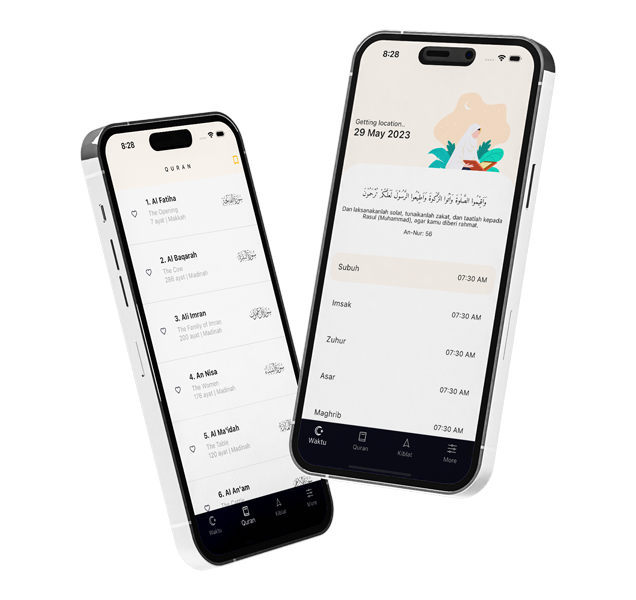 8:28
QURAN
1. Al Fatiha
The Opening
7 ayat | Makkah
2. Al Baqarah
The Cow
286 ayat | Madinah
3. Ali Imran
The Family of Imran
200 ayat | Madinah
4. An Nisa
The Women
176 ayat | Madinah
5. Al Ma'idah
The Table
120 ayat | Madinah
6. Al An'am
Waktu
Quran
Kiblat
More
8:28
Getting location..
29 May 2023
وَأَقِيمُوا الصَّلَوٰةَ وَآتُوا الزَّكَوٰةَ وَأَطِيعُوا الرَّسُولَ لَعَلَّكُمْ تُرْحَمُونَ
Dan laksanakanlah solat, tunaikanlah zakat, dan taatlah kepada
Rasul (Muhammad), agar kamu diberi rahmat.
An-Nur: 56
Subuh 07:30 AM
Imsak 07:30 AM
Zuhur 07:30 AM
Asar 07:30 AM
Maghrib 07:30 AM
Waktu
Quran
Kiblat
More